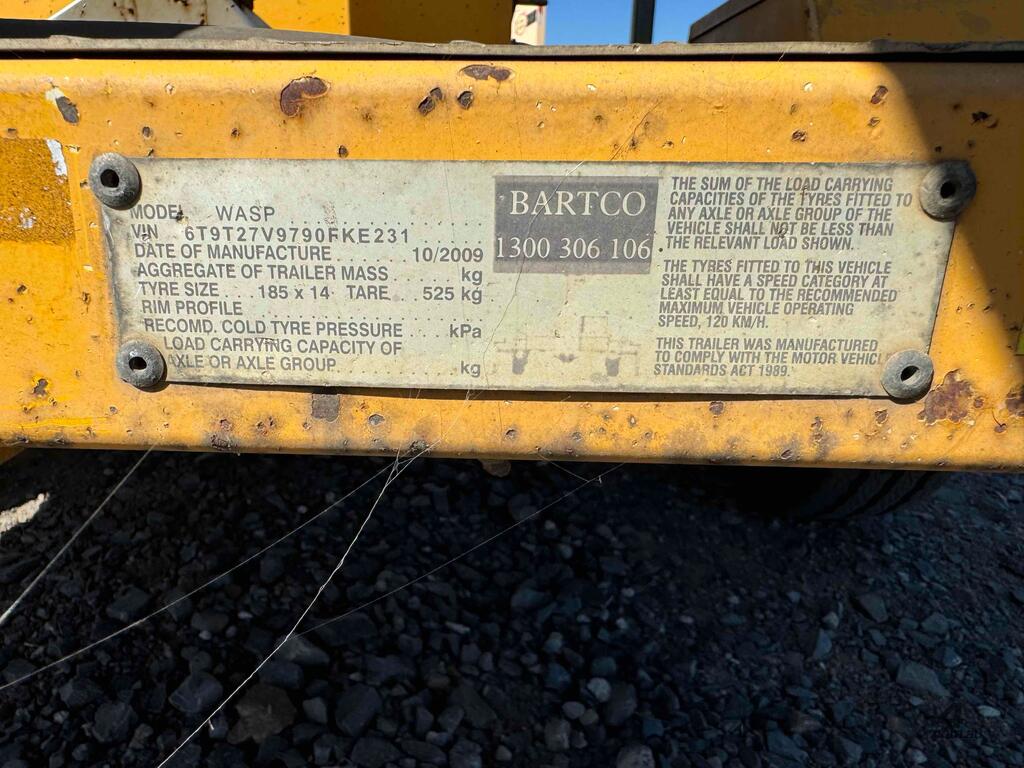 MODEL WASP
VIN 6T9T27V9790FKE231
DATE OF MANUFACTURE 10/2009
AGGREGATE OF TRAILER MASS kg
TYRE SIZE 185 x 14 TARE 525 kg
RIM PROFILE
RECOMD. COLD TYRE PRESSURE kPa
LOAD CARRYING CAPACITY OF
AXLE OR AXLE GROUP kg
BARTCO
1300 306 106
THE SUM OF THE LOAD CARRYING
CAPACITIES OF THE TYRES FITTED TO
ANY AXLE OR AXLE GROUP OF THE
VEHICLE SHALL NOT BE LESS THAN
THE RELEVANT LOAD SHOWN.
THE TYRES FITTED TO THIS VEHICLE
SHALL HAVE A SPEED CATEGORY AT
LEAST EQUAL TO THE RECOMMENDED
MAXIMUM VEHICLE OPERATING
SPEED, 120 KM/H.
THIS TRAILER WAS MANUFACTURED
TO COMPLY WITH THE MOTOR VEHICL
STANDARDS ACT 1989.